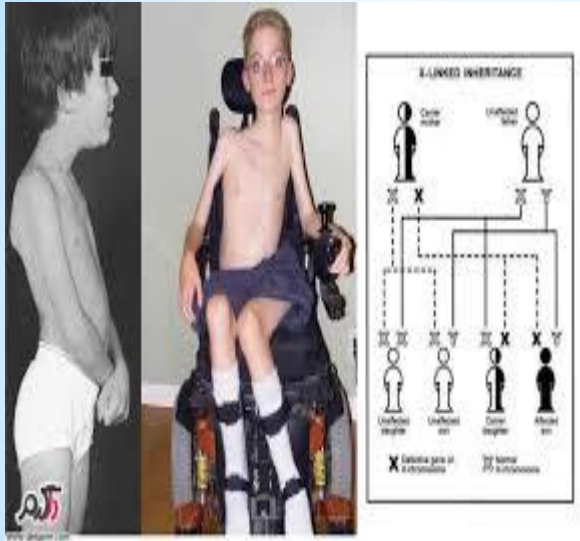 X-LINKED INHERITANCE
Carrier
mother
Unaffected
father
X X X Y
X X X Y X X X Y
Unaffected
daughter
Unaffected
son
Carrier
daughter
Affected
son
X Defective gene on
X chromosome
X/Y Normal
X chromosome